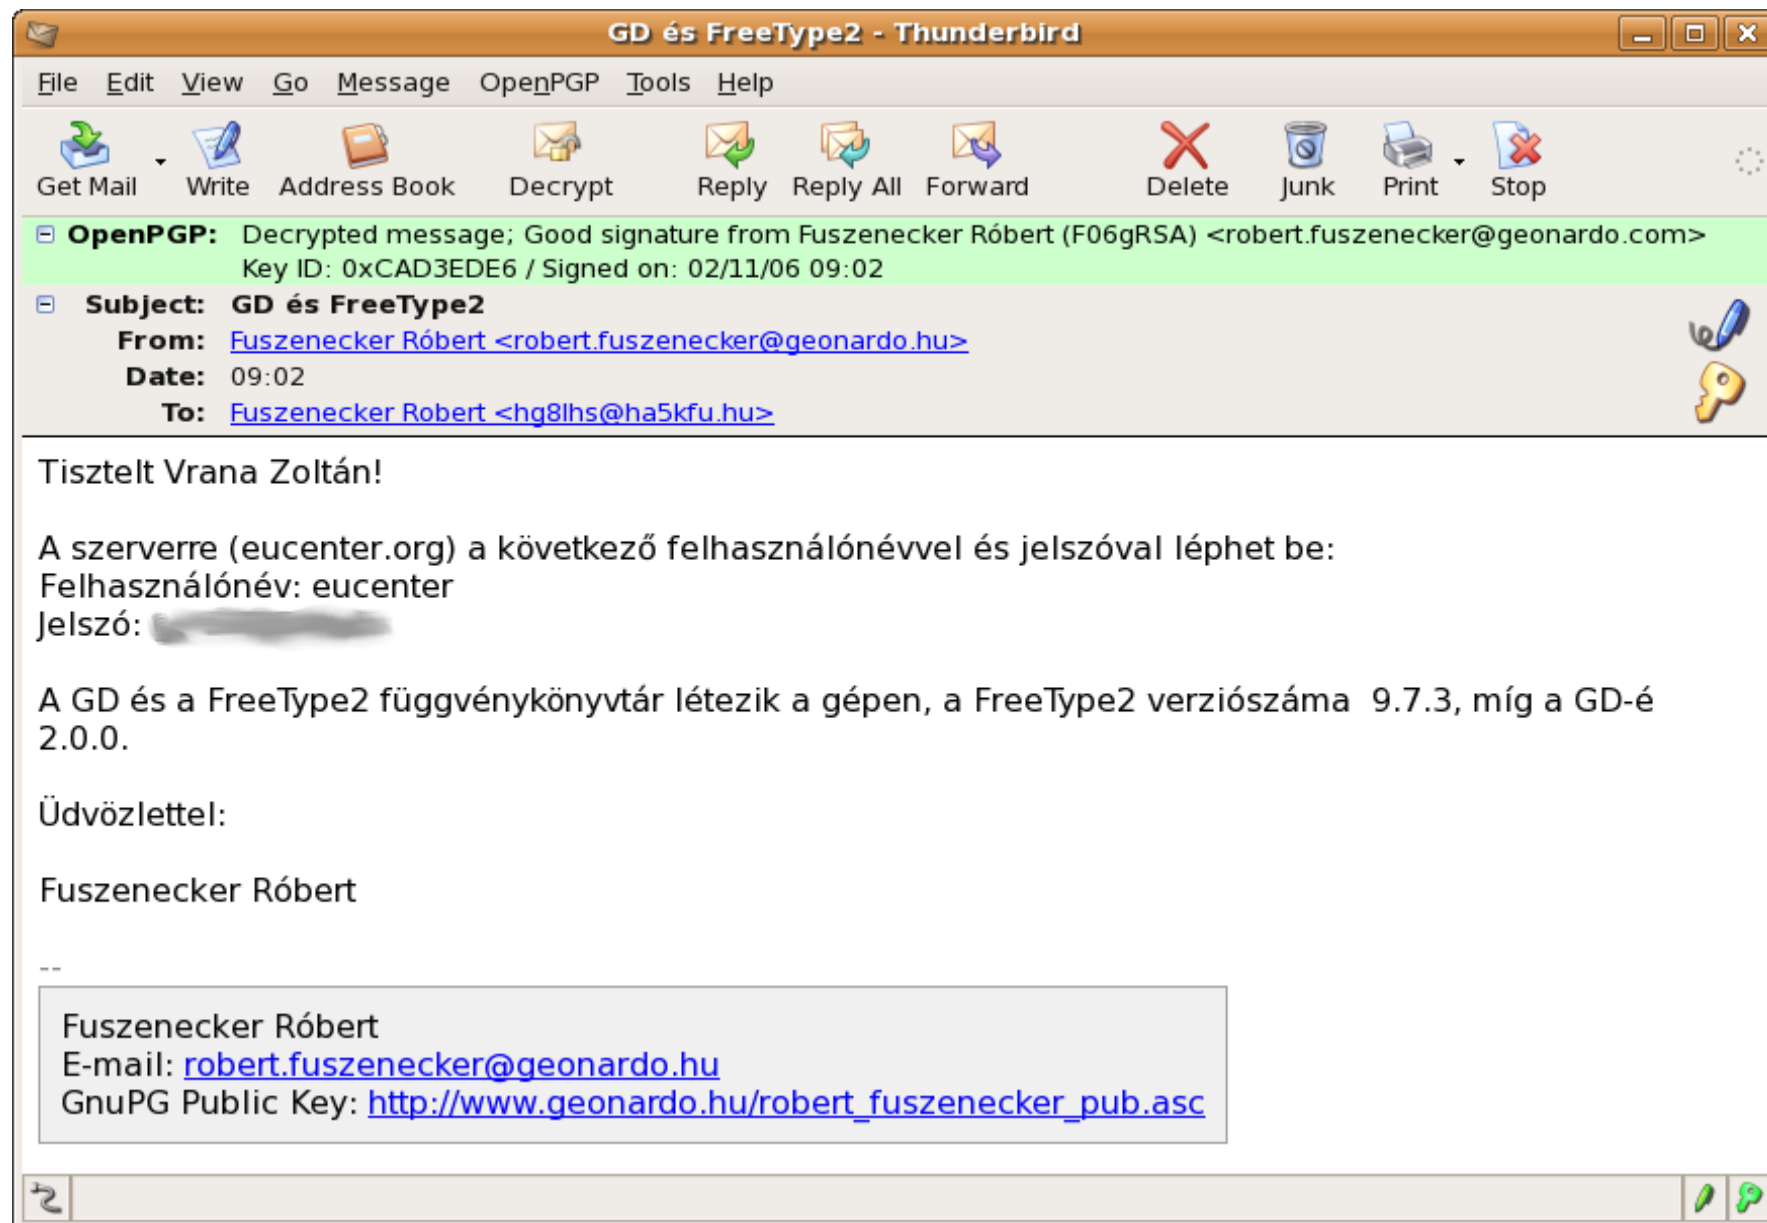 GD és FreeType2 - Thunderbird
File Edit View Go Message OpenPGP Tools Help
Get Mail Write Address Book Decrypt Reply Reply All Forward Delete Junk Print Stop
OpenPGP: Decrypted message; Good signature from Fuszenecker Róbert (F06gRSA) <robert.fuszenecker@geonardo.com>
Key ID: 0xCAD3EDE6 / Signed on: 02/11/06 09:02
Subject: GD és FreeType2
From: Fuszenecker Róbert <robert.fuszenecker@geonardo.hu>
Date: 09:02
To: Fuszenecker Robert <hg8lhs@ha5kfu.hu>
Tisztelt Vrana Zoltán!
A szerverre (eucenter.org) a következő felhasználónévvel és jelszóval léphet be:
Felhasználónév: eucenter
Jelszó:
A GD és a FreeType2 függvénykönyvtár létezik a gépen, a FreeType2 verziószáma  9.7.3, míg a GD-é
2.0.0.
Üdvözlettel:
Fuszenecker Róbert
--
Fuszenecker Róbert
E-mail: robert.fuszenecker@geonardo.hu
GnuPG Public Key: http://www.geonardo.hu/robert_fuszenecker_pub.asc